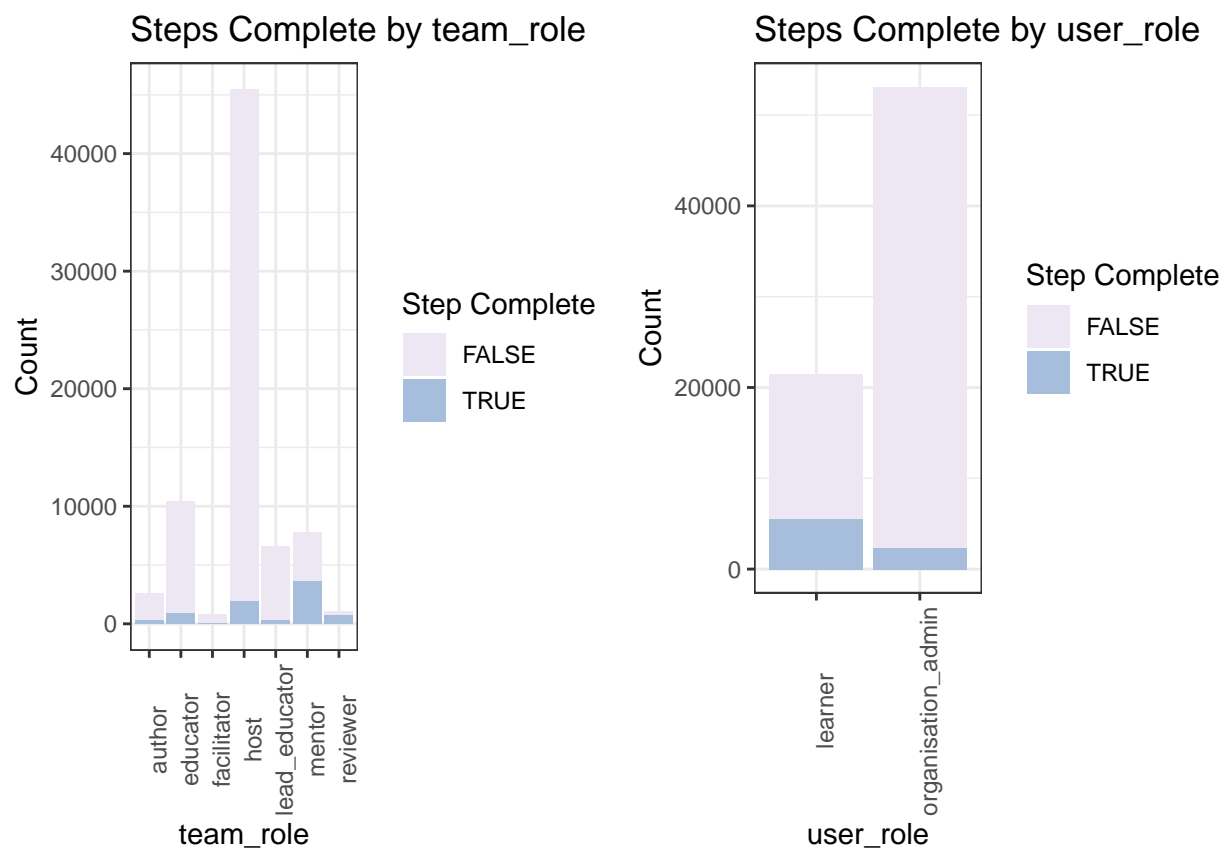 Steps Complete by team_role
Count
40000
30000
20000
10000
0
author
educator
facilitator
host
lead_educator
mentor
reviewer
team_role
Step Complete
FALSE
TRUE
Steps Complete by user_role
Count
40000
20000
0
learner
organisation_admin
user_role
Step Complete
FALSE
TRUE